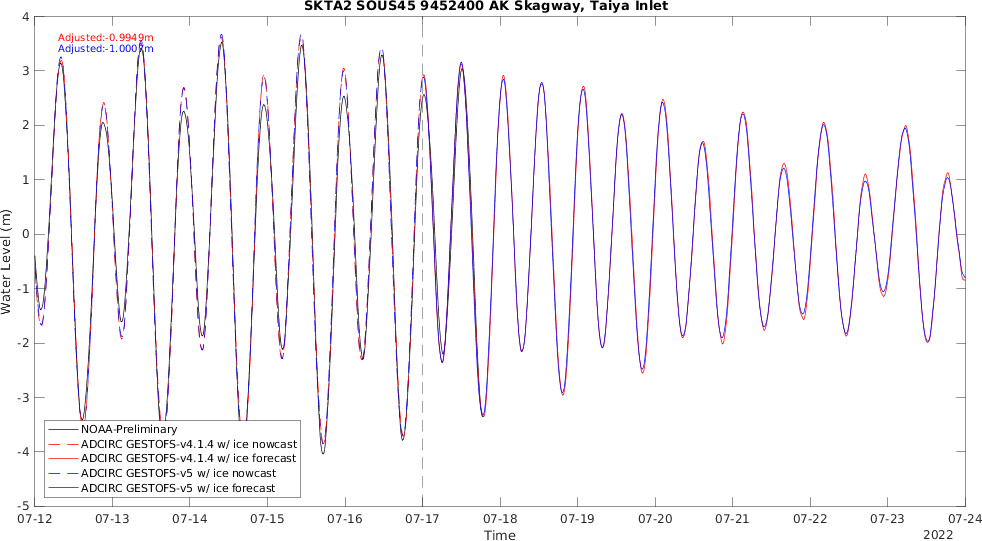 SKTA2 SOUS45 9452400 AK Skagway, Taiya Inlet
Adjusted:-0.9949m
Water Level (m)
4
3
2
1
0
-1
-2
-3
-4
-5
NOAA-Preliminary
ADCIRC GESTOFS-v4.1.4 w/ ice nowcast
ADCIRC GESTOFS-v4.1.4 w/ ice forecast
ADCIRC GESTOFS-v5 w/ ice nowcast
ADCIRC GESTOFS-v5 w/ ice forecast
07-12 07-13 07-14 07-15 07-16 07-17 07-18 07-19 07-20 07-21 07-22 07-23 07-24
Time 2022